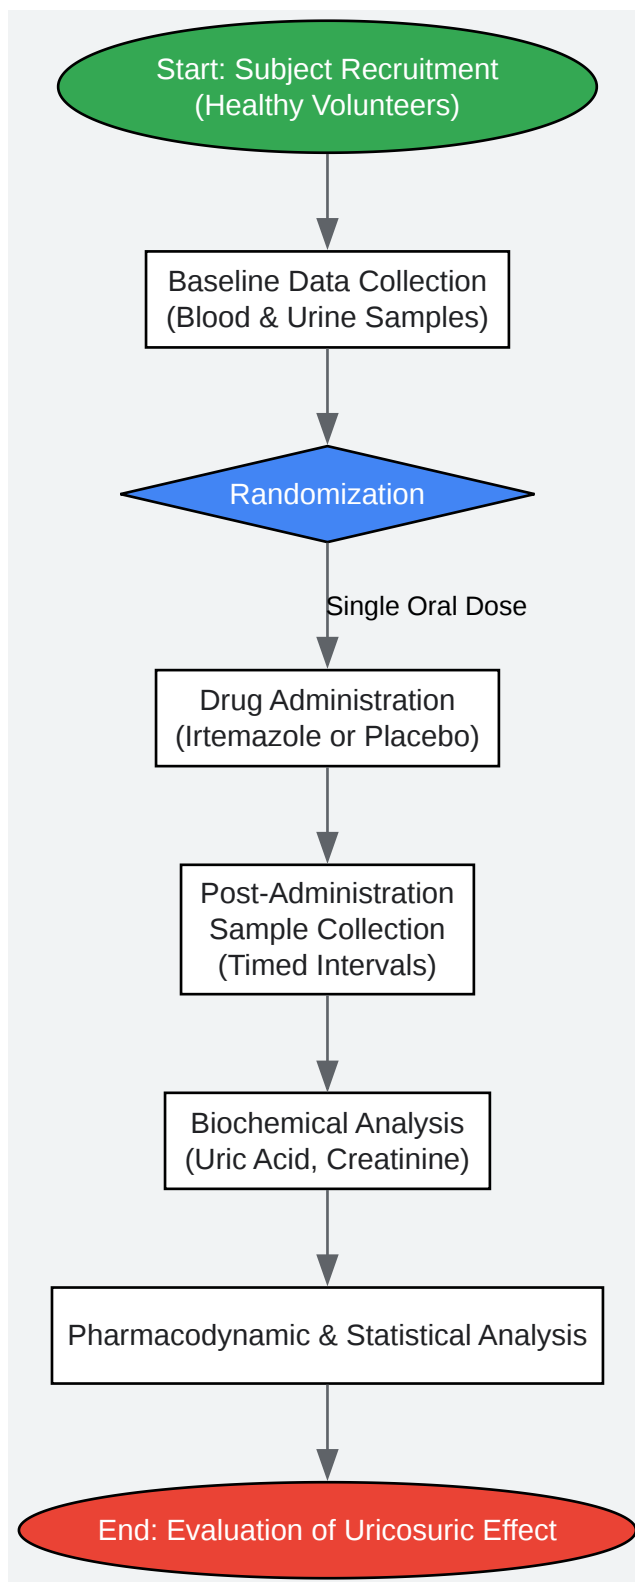 Start: Subject Recruitment
(Healthy Volunteers)
Baseline Data Collection
(Blood & Urine Samples)
Randomization
Single Oral Dose
Drug Administration
(Irtemazole or Placebo)
Post-Administration
Sample Collection
(Timed Intervals)
Biochemical Analysis
(Uric Acid, Creatinine)
Pharmacodynamic & Statistical Analysis
End: Evaluation of Uricosuric Effect